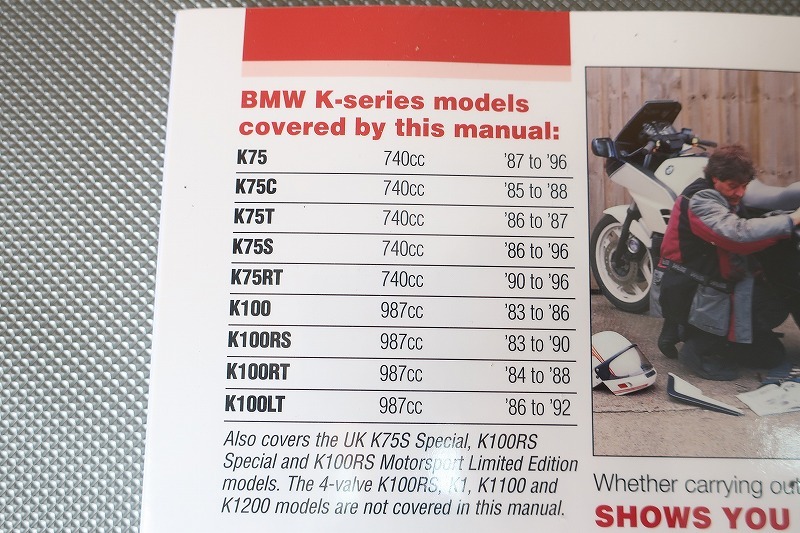 BMW K-series models
covered by this manual:
K75 740cc '87 to '96
K75C 740cc '85 to '88
K75T 740cc '86 to '87
K75S 740cc '86 to '96
K75RT 740cc '90 to '96
K100 987cc '83 to '86
K100RS 987cc '83 to '90
K100RT 987cc '84 to '88
K100LT 987cc '86 to '92
Also covers the UK K75S Special, K100RS
Special and K100RS Motorsport Limited Edition
models. The 4-valve K100RS, K1, K1100 and
K1200 models are not covered in this manual.
Whether carrying out
SHOWS YOU